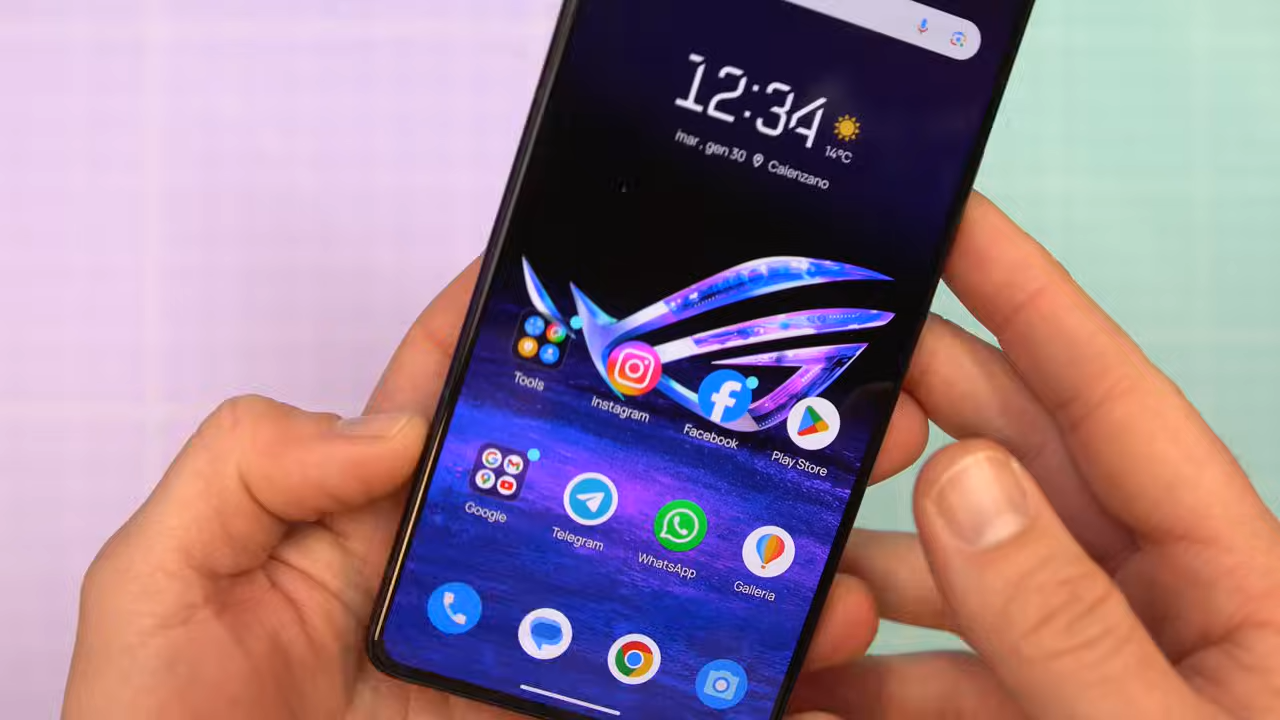 12:34
14°C
mar, gen 30 Calenzano
Tools
Instagram
Facebook
Play Store
Google
Telegram
WhatsApp
Galleria